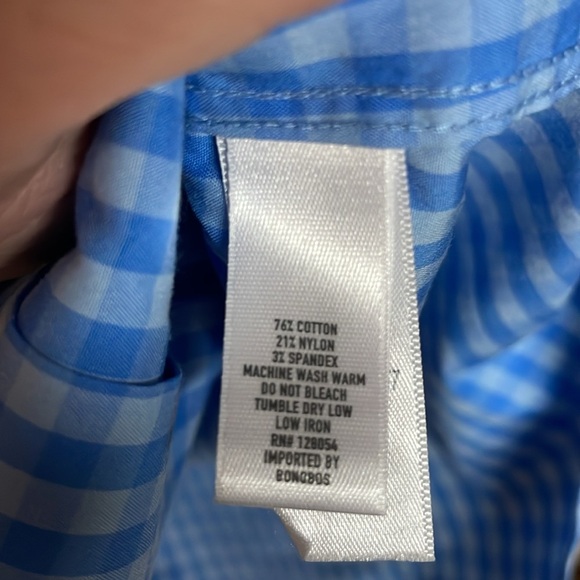 76% COTTON
21% NYLON
3% SPANDEX
MACHINE WASH WARM
DO NOT BLEACH
TUMBLE DRY LOW
LOW IRON
RN# 128054
IMPORTED BY
BONOBOS